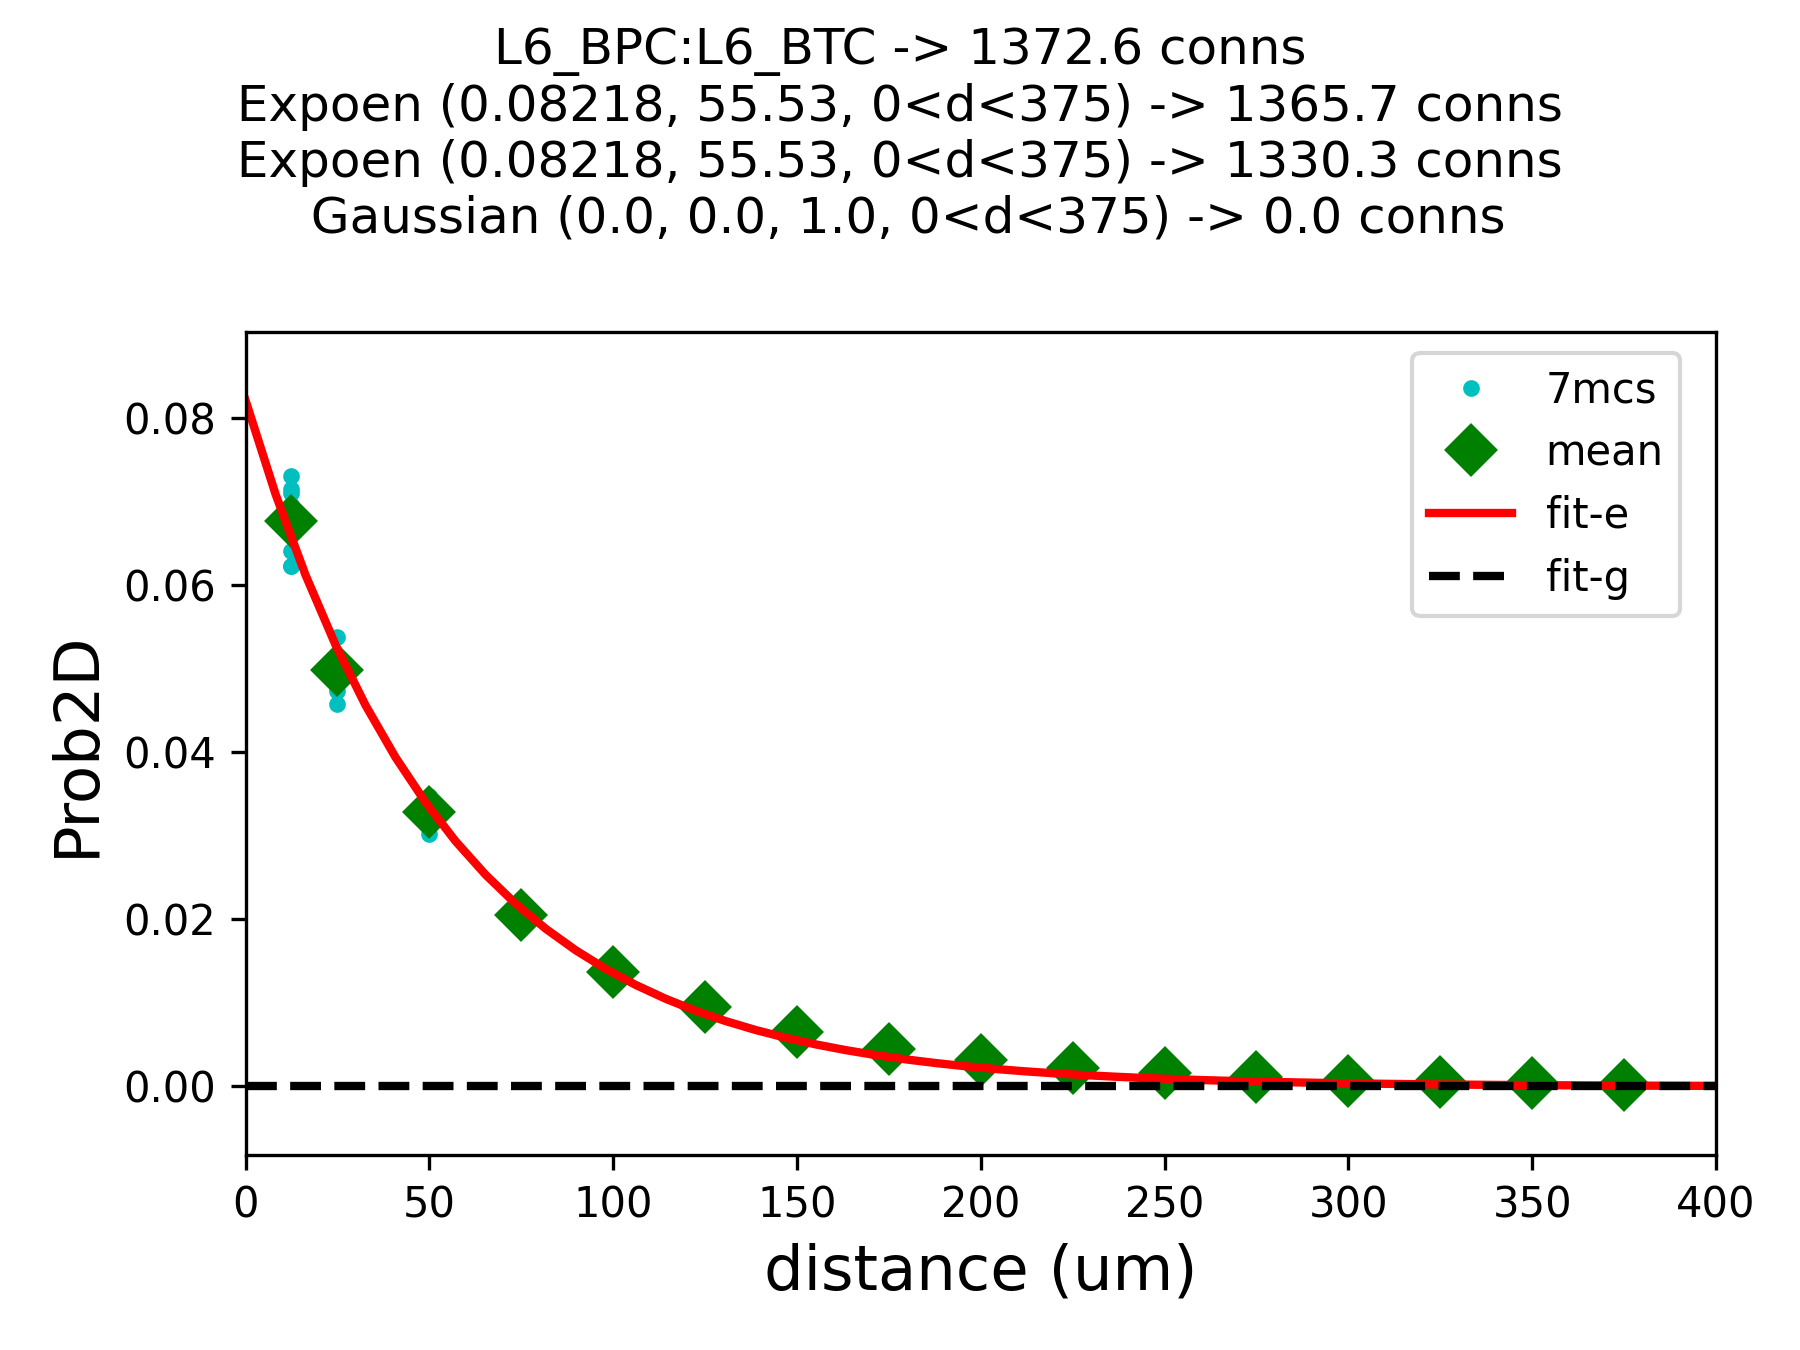 L6_BPC:L6_BTC -> 1372.6 conns
Expoen (0.08218, 55.53, 0<d<375) -> 1365.7 conns
Expoen (0.08218, 55.53, 0<d<375) -> 1330.3 conns
Gaussian (0.0, 0.0, 1.0, 0<d<375) -> 0.0 conns
7mcs
mean
fit-e
fit-g
Prob2D
0.08
0.06
0.04
0.02
0.00
0 50 100 150 200 250 300 350 400
distance (um)